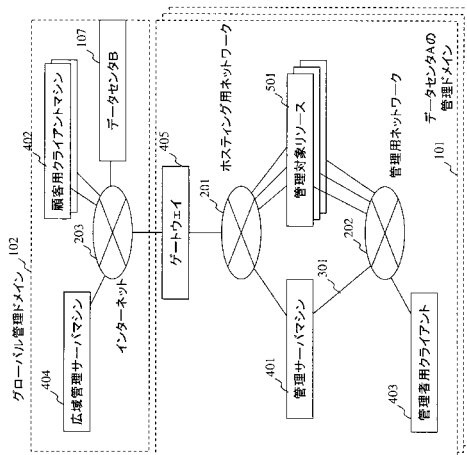 グローバル管理ドメイン
102
広域管理サーバマシン
404
402
顧客用クライアントマシン
203
インターネット
107
データセンタB
ゲートウェイ
405
ホスティング用ネットワーク
201
管理サーバマシン
401
501
管理対象リソース
301
管理用ネットワーク
202
管理者用クライアント
403
データセンタAの
管理ドメイン
101